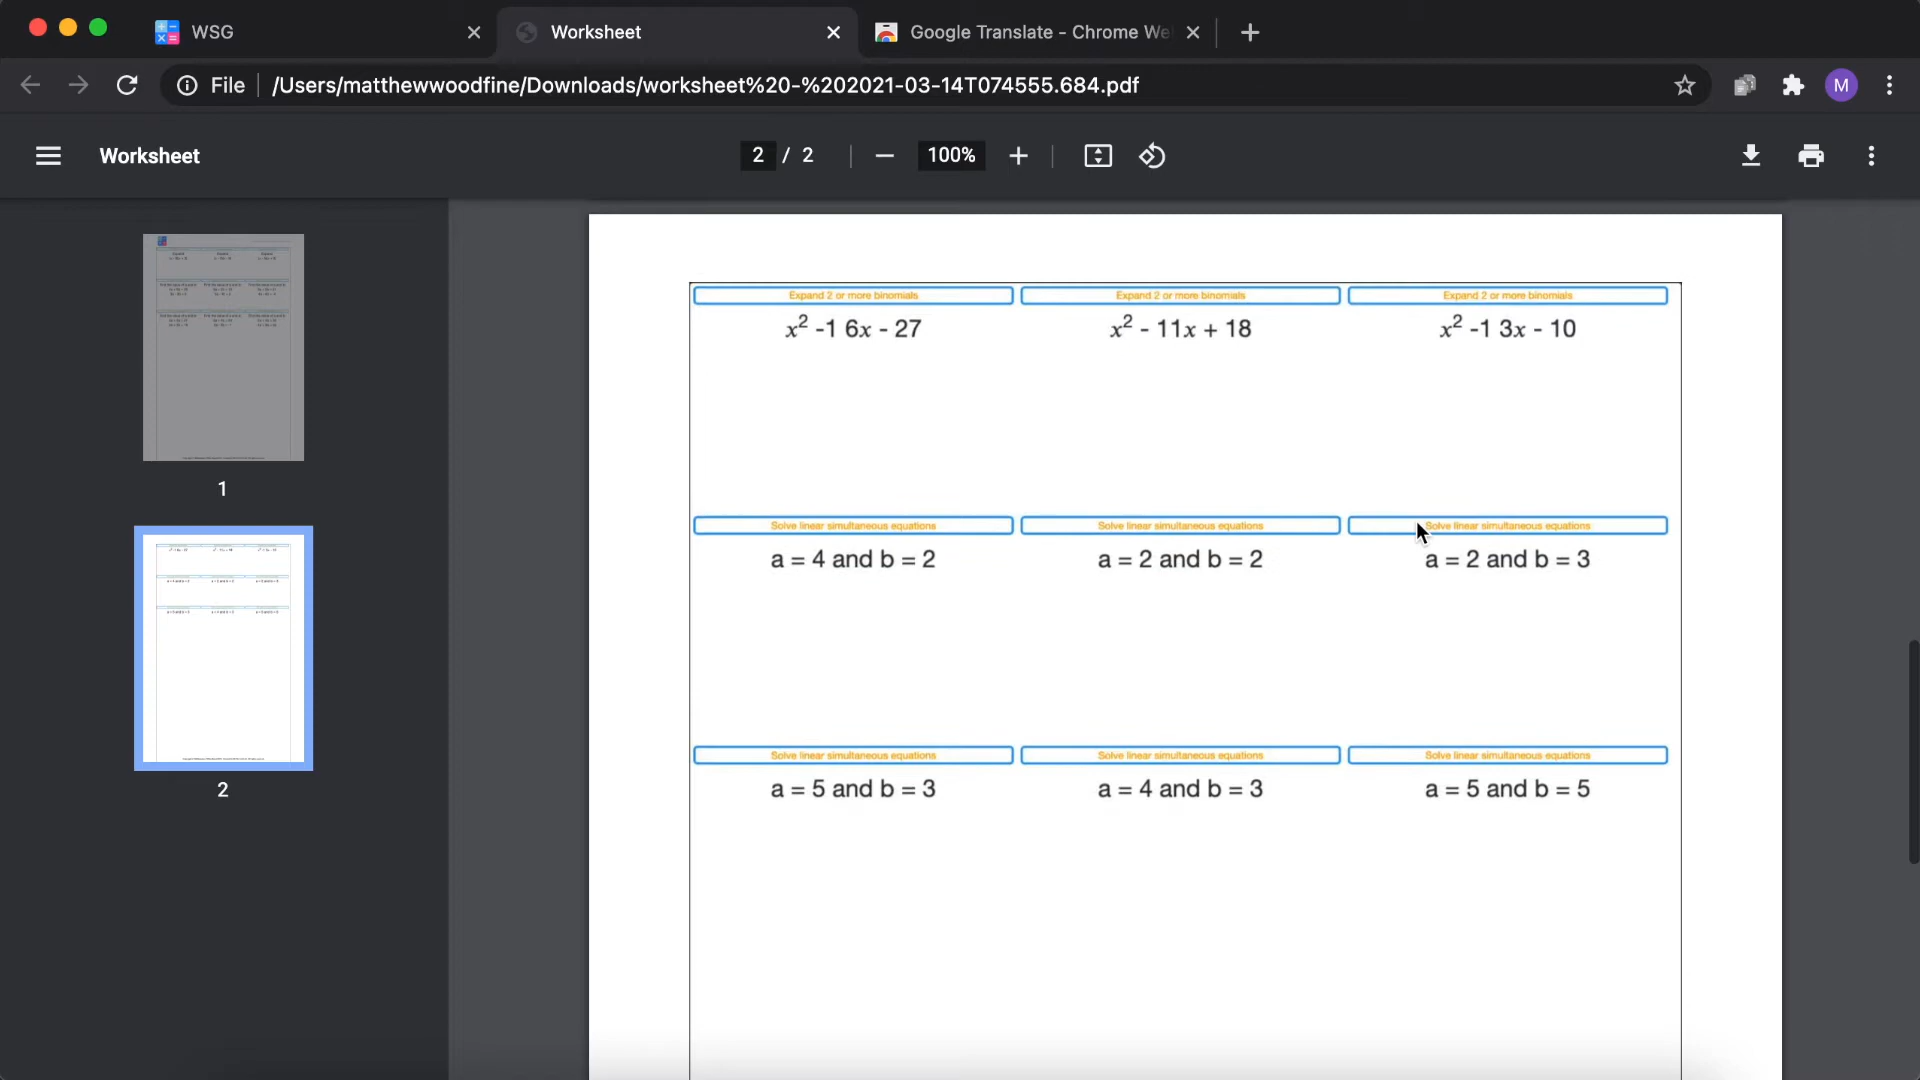 WSG
Worksheet
Google Translate - Chrome We
File
/Users/matthewwoodfine/Downloads/worksheet%20-%202021-03-14T074555.684.pdf
M
Worksheet
2 / 2
100%
1
2
Expand 2 or more binomials
Expand 2 or more binomials
Expand 2 or more binomials
x² -1 6x - 27
x² - 11x + 18
x² -1 3x - 10
Solve linear simultaneous equations
Solve linear simultaneous equations
Solve linear simultaneous equations
a = 4 and b = 2
a = 2 and b = 2
a = 2 and b = 3
Solve linear simultaneous equations
Solve linear simultaneous equations
Solve linear simultaneous equations
a = 5 and b = 3
a = 4 and b = 3
a = 5 and b = 5